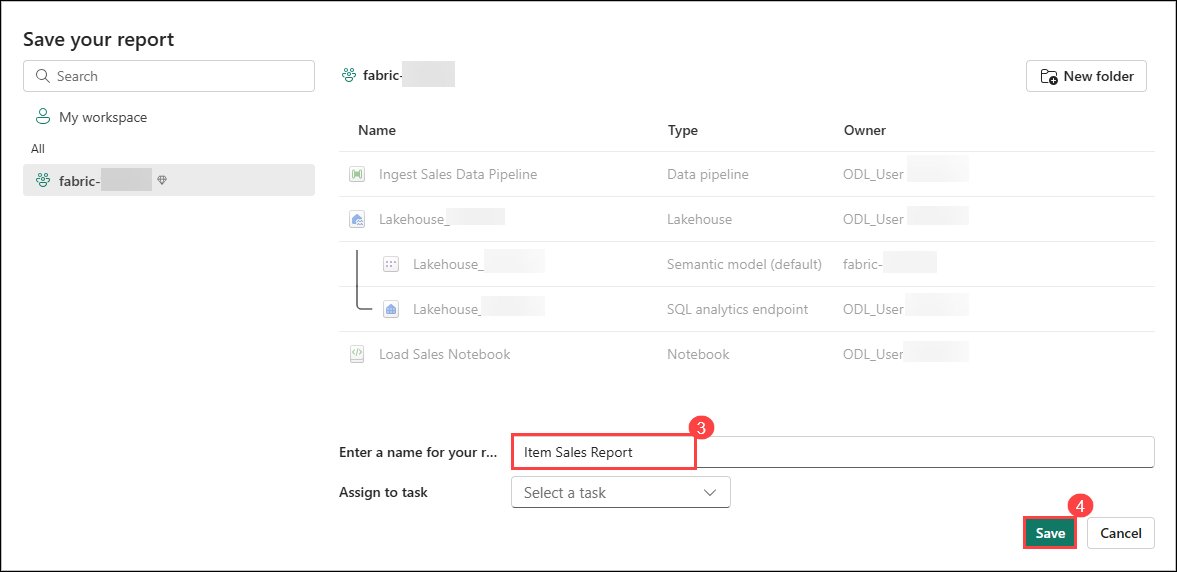 Save your report
Search
fabric-
New folder
My workspace
All
fabric-
Name Type Owner
Ingest Sales Data Pipeline Data pipeline ODL_User
Lakehouse_ Lakehouse ODL_User
Lakehouse_ Semantic model (default) fabric-
Lakehouse_ SQL analytics endpoint ODL_User
Load Sales Notebook Notebook ODL_User
3
Enter a name for your r... Item Sales Report
Assign to task Select a task
4
Save Cancel